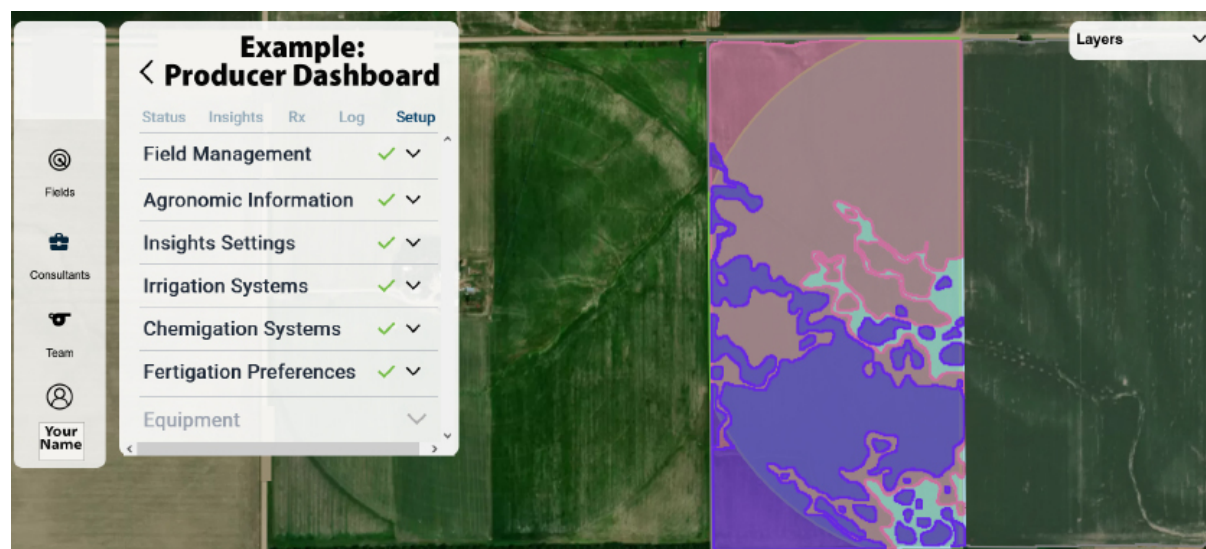 Fields
Consultants
Team
Your
Name
Example:
Producer Dashboard
Status Insights Rx Log Setup
Field Management
Agronomic Information
Insights Settings
Irrigation Systems
Chemigation Systems
Fertigation Preferences
Equipment
Layers